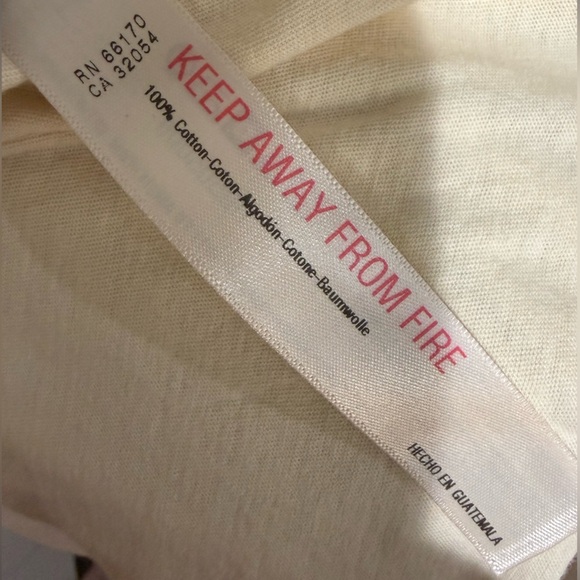 RN 66170
CA 32054
KEEP AWAY FROM FIRE
100% Cotton-Coton-Algodón-Cotone-Baumwolle
HECHO EN GUATEMALA